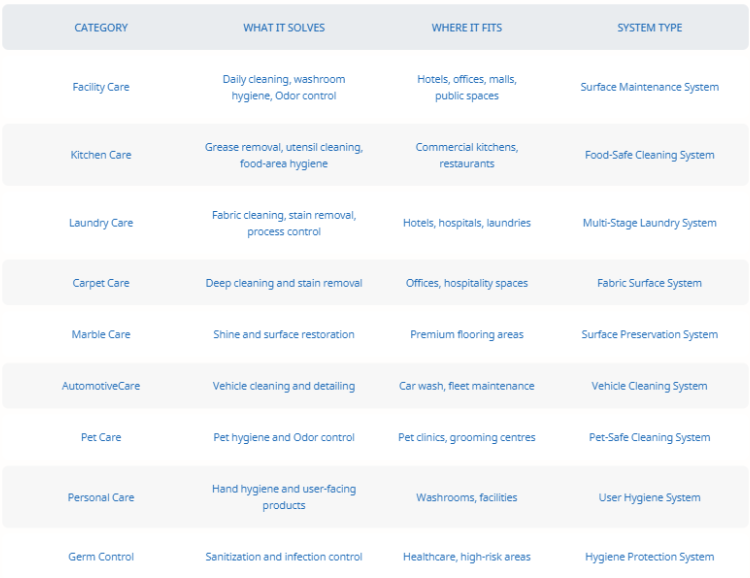 CATEGORY WHAT IT SOLVES WHERE IT FITS SYSTEM TYPE
Facility Care
Daily cleaning, washroom
hygiene, Odor control
Hotels, offices, malls,
public spaces
Surface Maintenance System
Kitchen Care
Grease removal, utensil cleaning,
food-area hygiene
Commercial kitchens,
restaurants
Food-Safe Cleaning System
Laundry Care
Fabric cleaning, stain removal,
process control
Hotels, hospitals, laundries
Multi-Stage Laundry System
Carpet Care
Deep cleaning and stain removal
Offices, hospitality spaces
Fabric Surface System
Marble Care
Shine and surface restoration
Premium flooring areas
Surface Preservation System
AutomotiveCare
Vehicle cleaning and detailing
Car wash, fleet maintenance
Vehicle Cleaning System
Pet Care
Pet hygiene and Odor control
Pet clinics, grooming centres
Pet-Safe Cleaning System
Personal Care
Hand hygiene and user-facing
products
Washrooms, facilities
User Hygiene System
Germ Control
Sanitization and infection control
Healthcare, high-risk areas
Hygiene Protection System